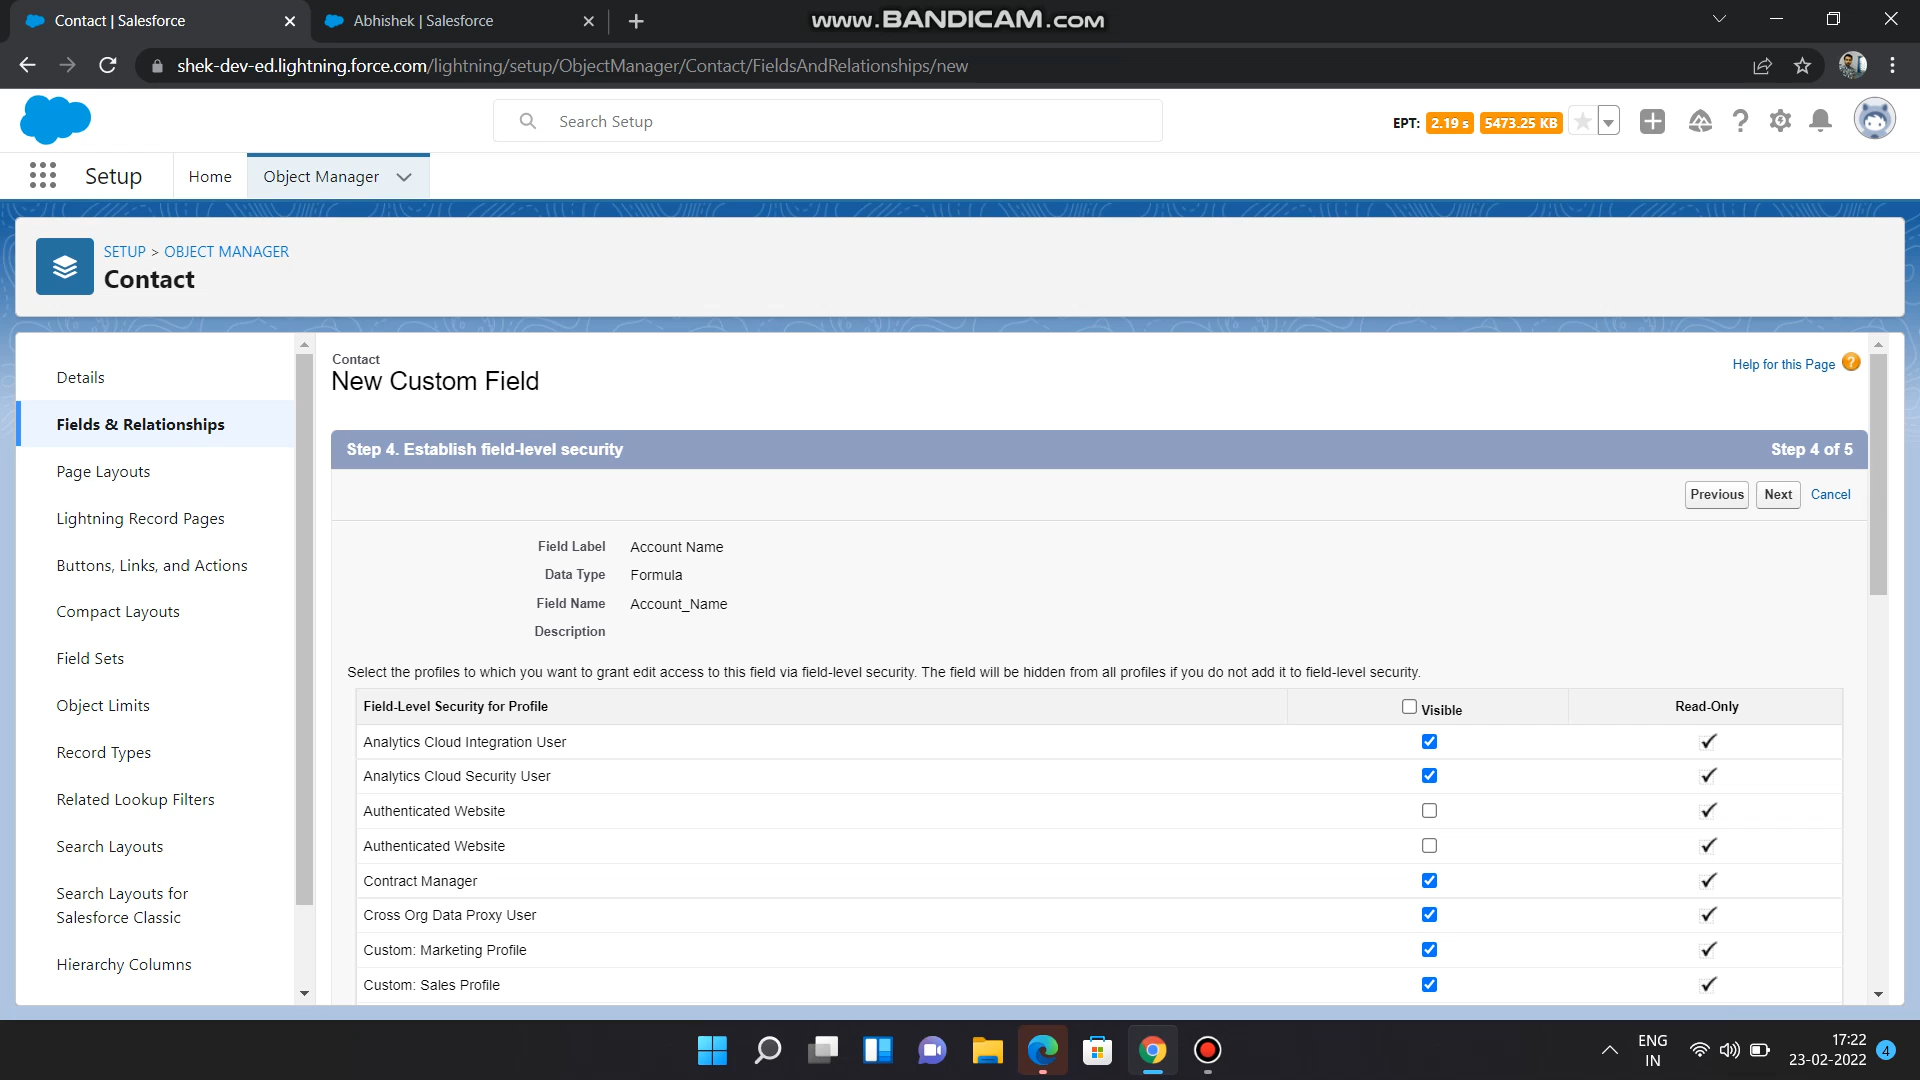 Contact | Salesforce
Abhishek | Salesforce
www.BANDICAM.com
shek-dev-ed.lightning.force.com/lightning/setup/ObjectManager/Contact/FieldsAndRelationships/new
Search Setup
EPT: 2.19 s 5473.25 KB
Setup
Home
Object Manager
SETUP > OBJECT MANAGER
Contact
Details
Fields & Relationships
Page Layouts
Lightning Record Pages
Buttons, Links, and Actions
Compact Layouts
Field Sets
Object Limits
Record Types
Related Lookup Filters
Search Layouts
Search Layouts for
Salesforce Classic
Hierarchy Columns
Contact
New Custom Field
Help for this Page ?
Step 4. Establish field-level security
Step 4 of 5
Previous Next Cancel
Field Label Account Name
Data Type Formula
Field Name Account_Name
Description
Select the profiles to which you want to grant edit access to this field via field-level security. The field will be hidden from all profiles if you do not add it to field-level security.
Field-Level Security for Profile Visible Read-Only
Analytics Cloud Integration User
Analytics Cloud Security User
Authenticated Website
Authenticated Website
Contract Manager
Cross Org Data Proxy User
Custom: Marketing Profile
Custom: Sales Profile
ENG
IN
17:22
23-02-2022
4